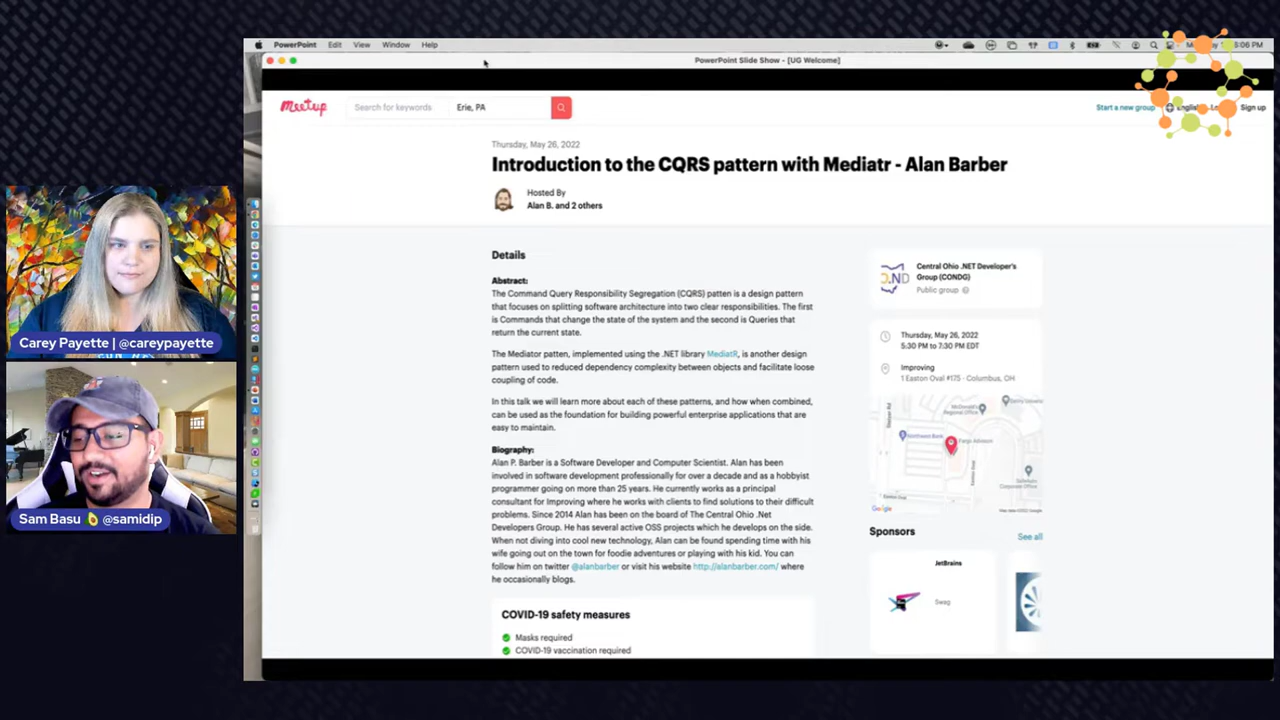 PowerPoint Edit View Window Help
PowerPoint Slide Show - [UG Welcome]
Meetup Search for keywords Erie, PA
Start a new group English Sign up
Thursday, May 26, 2022
Introduction to the CQRS pattern with Mediatr - Alan Barber
Hosted By
Alan B. and 2 others
Details
Abstract:
The Command Query Responsibility Segregation (CQRS) patten is a design pattern
that focuses on splitting software architecture into two clear responsibilities. The first
is Commands that change the state of the system and the second is Queries that
return the current state.
The Mediator patten, implemented using the .NET library MediatR, is another design
pattern used to reduced dependency complexity between objects and facilitate loose
coupling of code.
In this talk we will learn more about each of these patterns, and how when combined,
can be used as the foundation for building powerful enterprise applications that are
easy to maintain.
Biography:
Alan P. Barber is a Software Developer and Computer Scientist. Alan has been
involved in software development professionally for over a decade and as a hobbyist
programmer going on more than 25 years. He currently works as a principal
consultant for Improving where he works with clients to find solutions to their difficult
problems. Since 2014 Alan has been on the board of The Central Ohio .Net
Developers Group. He has several active OSS projects which he develops on the side.
When not diving into cool new technology, Alan can be found spending time with his
wife going out on the town for foodie adventures or playing with his kid. You can
follow him on twitter @alanbarber or visit his website http://alanbarber.com/ where
he occasionally blogs.
COVID-19 safety measures
Masks required
COVID-19 vaccination required
Central Ohio .NET Developer's
Group (CONDG)
Public group
Thursday, May 26, 2022
5:30 PM to 7:30 PM EDT
Improving
1 Easton Oval #175 · Columbus, OH
McDonald's
Regional Office
Northwest Bank
Fargo Admission
Corporate Office
Google
Sponsors
See all
JetBrains
Swag
Carey Payette | @careypayette
Sam Basu 🥑 @samidip